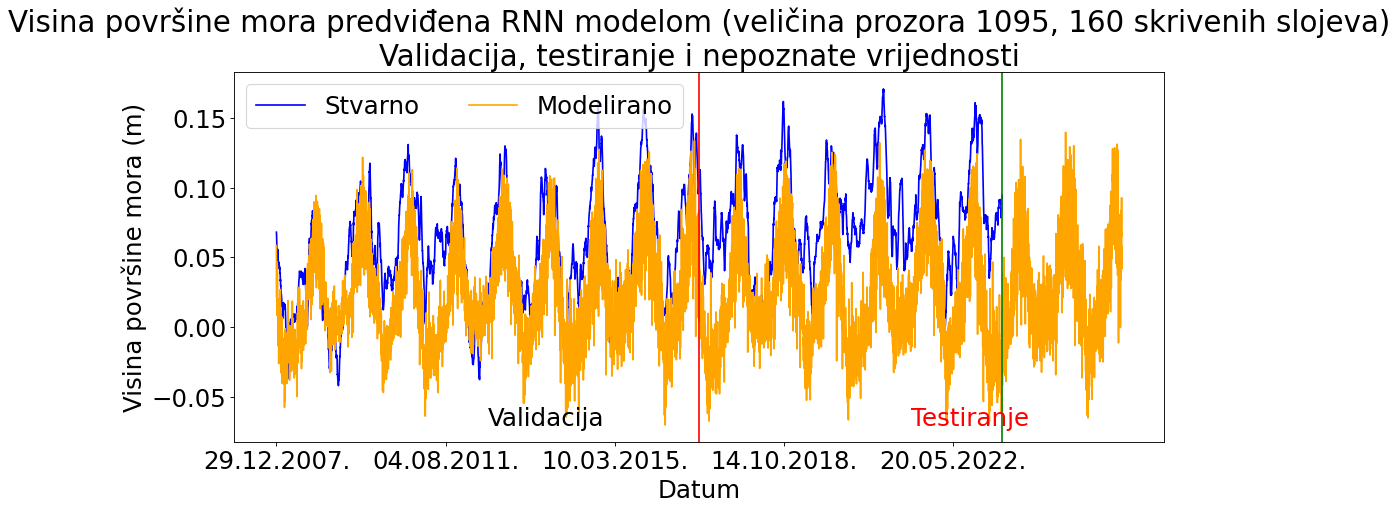 Visina površine mora predviđena RNN modelom (veličina prozora 1095, 160 skrivenih slojeva)
Validacija, testiranje i nepoznate vrijednosti
Stvarno Modelirano
Visina površine mora (m)
0.15
0.10
0.05
0.00
−0.05
Validacija Testiranje
29.12.2007. 04.08.2011. 10.03.2015. 14.10.2018. 20.05.2022.
Datum